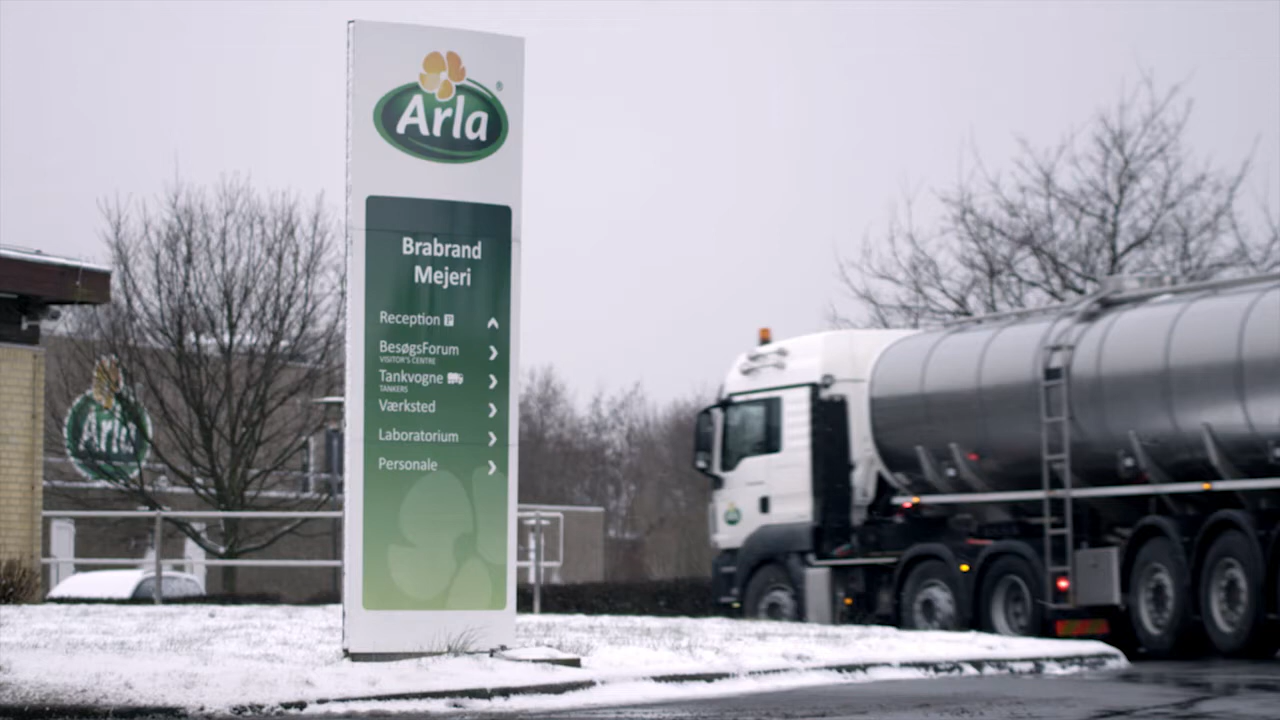 Arla®
Brabrand
Mejeri
Reception P
BesøgsForum
VISITOR'S CENTRE
Tankvogne
TANKERS
Værksted
Laboratorium
Personale
Arla